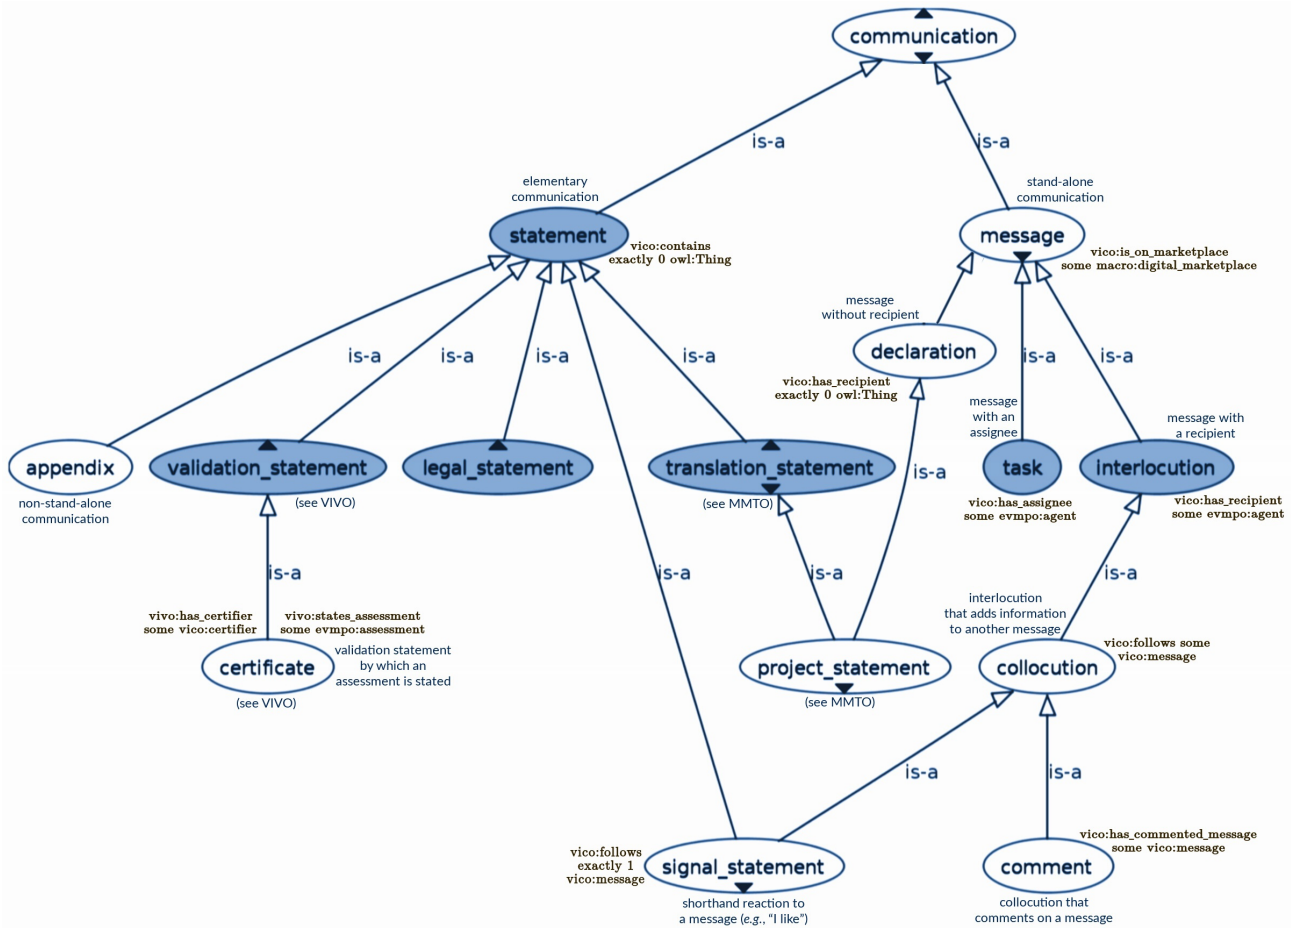 communication
is-a
is-a
elementary
communication
stand-alone
communication
statement
message
vico:contains
exactly 0 owl:Thing
vico:is_on_marketplace
some macro:digital_marketplace
message
without recipient
declaration
is-a
is-a
is-a
is-a
is-a
is-a
vico:has_recipient
exactly 0 owl:Thing
message
with an
assignee
message with
a recipient
appendix
validation_statement
legal_statement
translation_statement
is-a
task
interlocution
non-stand-alone
communication
(see VIVO)
(see MMTO)
vico:has_assignee
some evmpo:agent
vico:has_recipient
some evmpo:agent
is-a
is-a
is-a
is-a
interlocution
that adds information
to another message
vivo:has_certifier
some vico:certifier
vivo:states_assessment
some evmpo:assessment
certificate
validation statement
by which an
assessment is stated
(see VIVO)
project_statement
(see MMTO)
collocution
vico:follows some
vico:message
is-a
is-a
vico:follows
exactly 1
vico:message
signal_statement
shorthand reaction to
a message (e.g., “I like”)
vico:has_commented_message
some vico:message
comment
collocution that
comments on a message